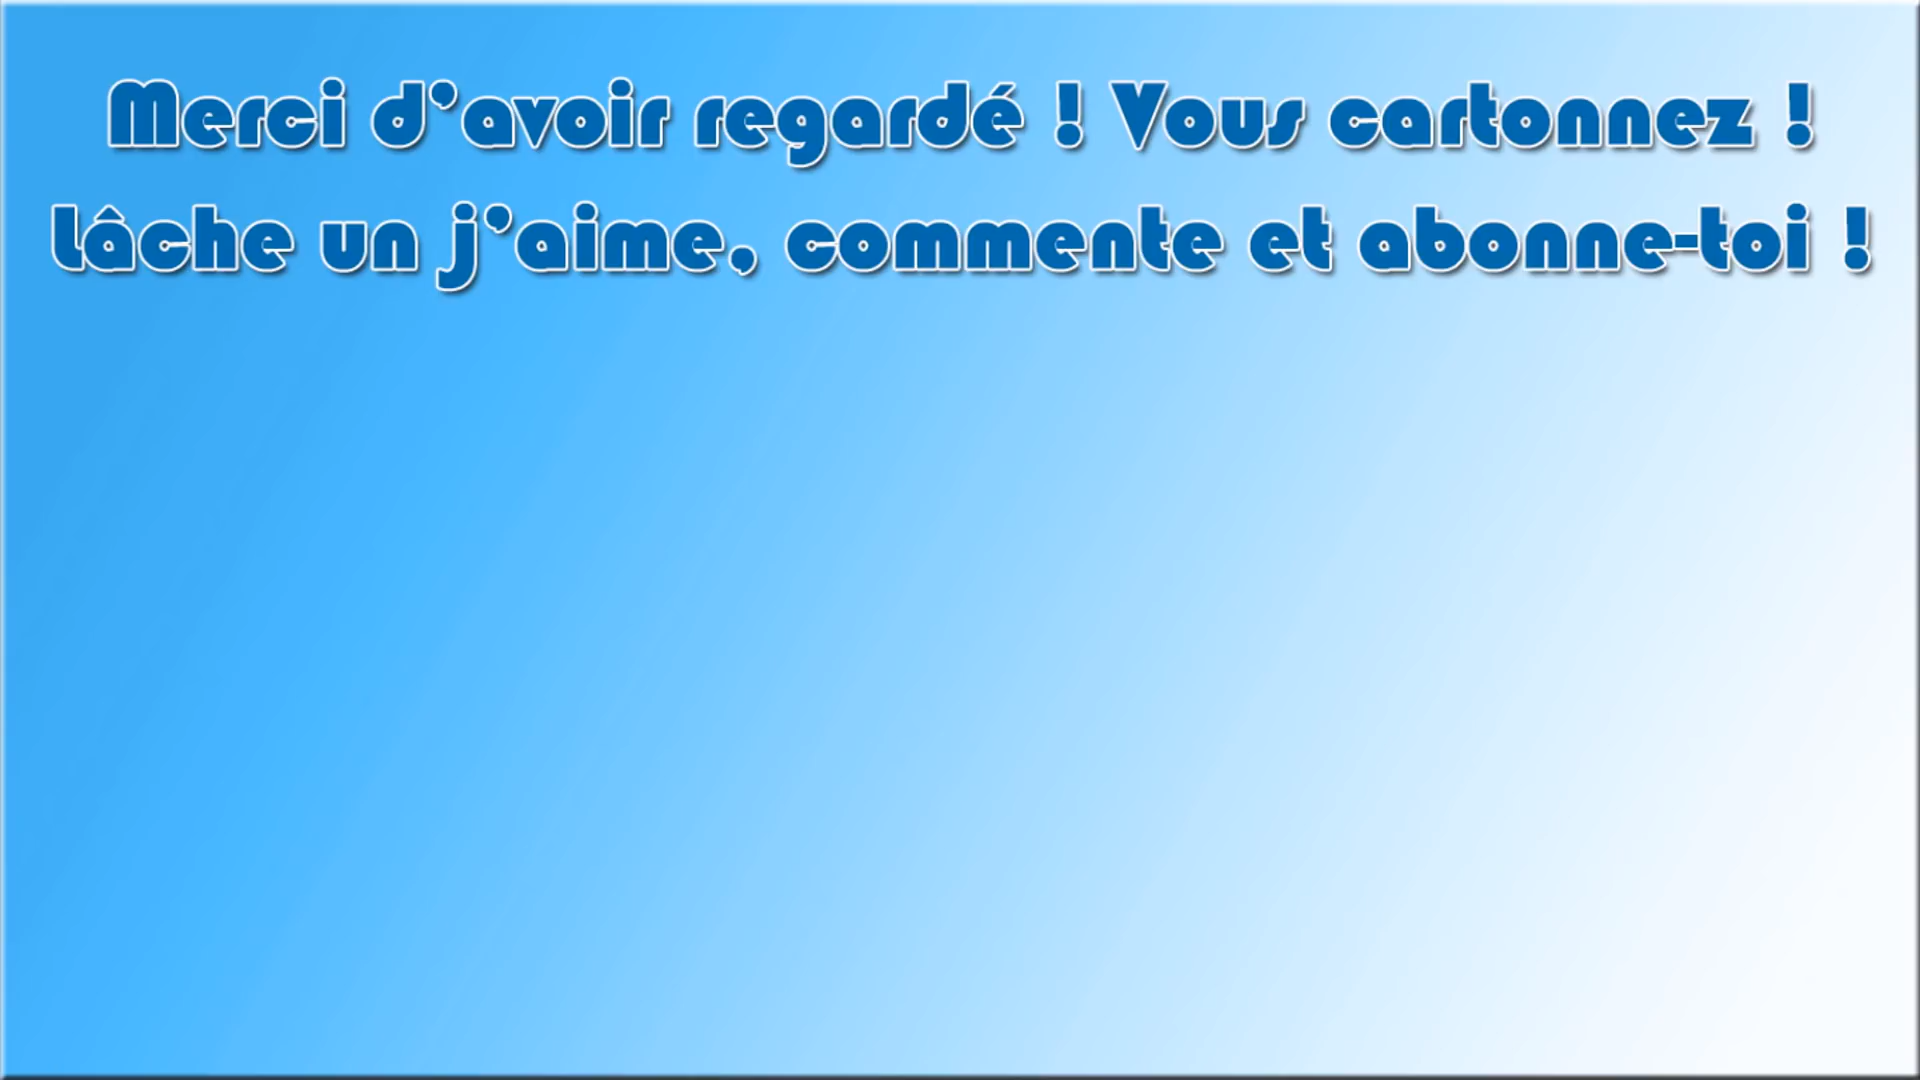 Merci d’avoir regardé ! Vous cartonnez !
Lâche un j’aime, commente et abonne-toi !